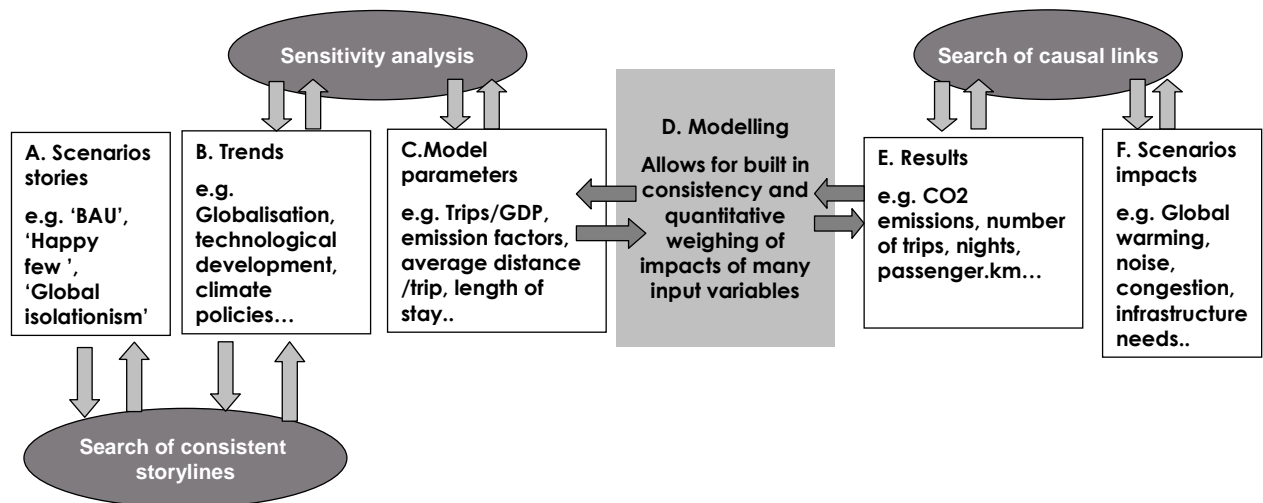 Sensitivity analysis
Search of causal links
A. Scenarios
stories
e.g. ‘BAU’,
‘Happy
few ’,
‘Global
isolationism’
B. Trends
e.g.
Globalisation,
technological
development,
climate
policies…
C.Model
parameters
e.g. Trips/GDP,
emission factors,
average distance
/trip, length of
stay..
D. Modelling
Allows for built in
consistency and
quantitative
weighing of
impacts of many
input variables
E. Results
e.g. CO2
emissions, number
of trips, nights,
passenger.km…
F. Scenarios
impacts
e.g. Global
warming,
noise,
congestion,
infrastructure
needs..
Search of consistent
storylines